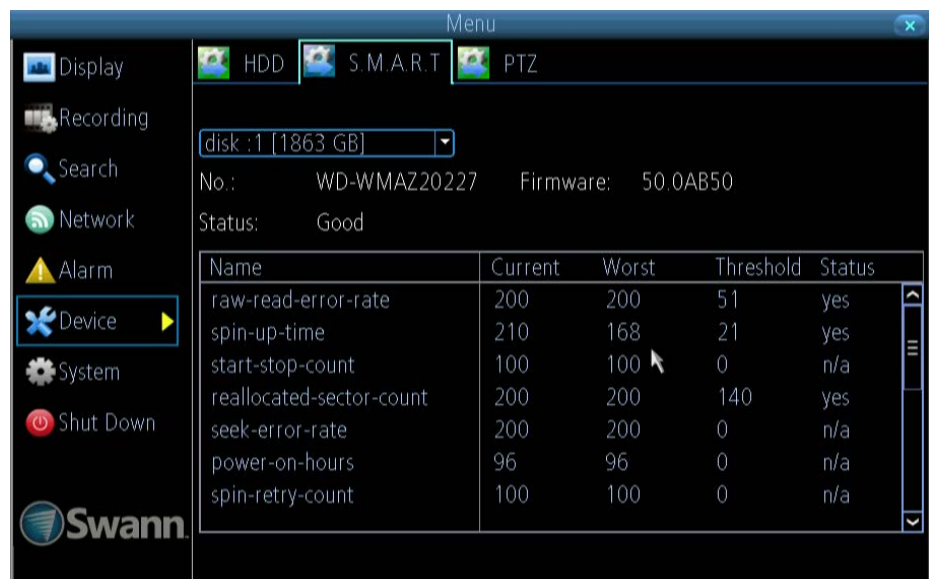 Menu
Display
Recording
Search
Network
Alarm
Device
System
Shut Down
Swann
HDD S.M.A.R.T PTZ
disk :1 [1863 GB]
No.: WD-WMAZ20227 Firmware: 50.0AB50
Status: Good
Name Current Worst Threshold Status
raw-read-error-rate 200 200 51 yes
spin-up-time 210 168 21 yes
start-stop-count 100 100 0 n/a
reallocated-sector-count 200 200 140 yes
seek-error-rate 200 200 0 n/a
power-on-hours 96 96 0 n/a
spin-retry-count 100 100 0 n/a